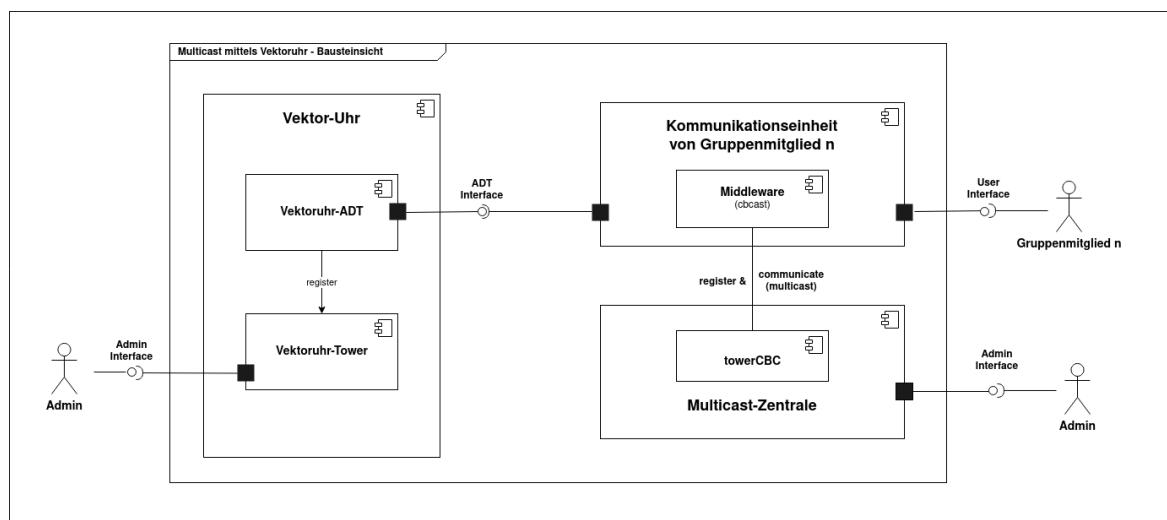 Multicast mittels Vektoruhr - Bausteinsicht
Vektor-Uhr
Vektoruhr-ADT
register
Vektoruhr-Tower
Admin
Interface
Admin
ADT
Interface
Kommunikationseinheit
von Gruppenmitglied n
Middleware
(cbcast)
User
Interface
Gruppenmitglied n
register & communicate
(multicast)
towerCBC
Multicast-Zentrale
Admin
Interface
Admin